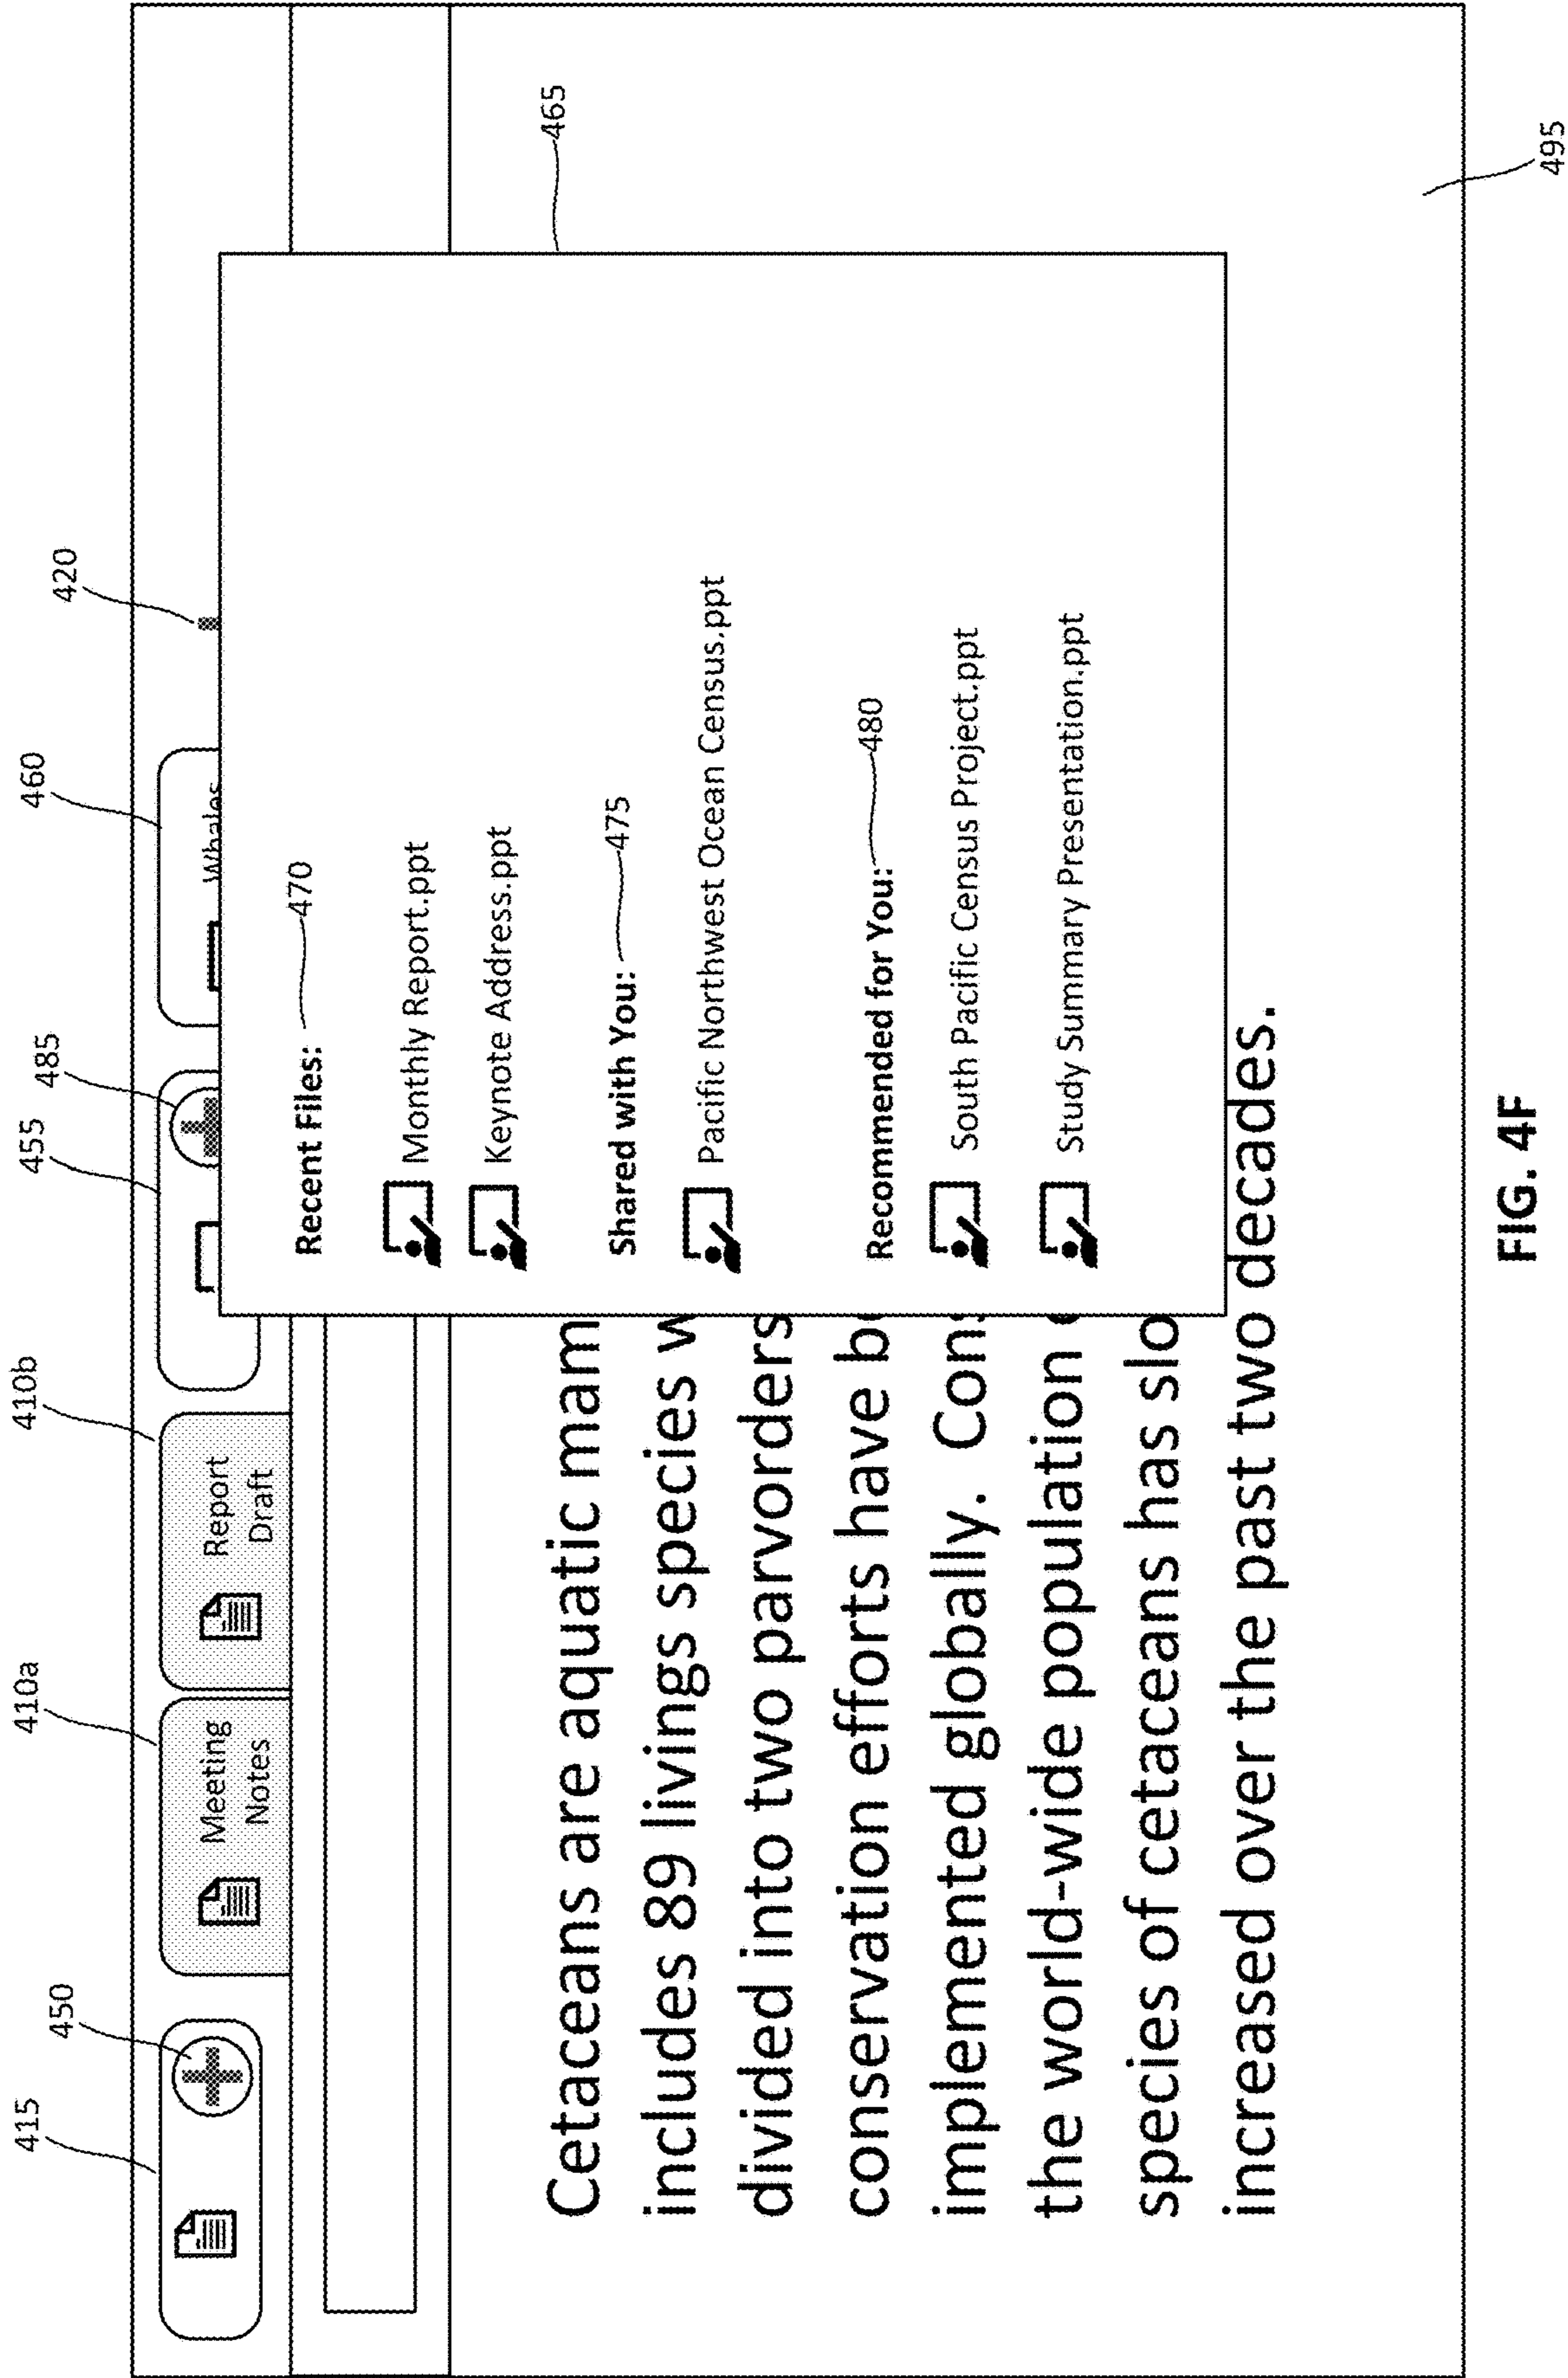 415
450
410a
410b
455
485
460
420
Meeting
Notes
Report
Draft
Whales
465
Recent Files:
470
Monthly Report.ppt
Keynote Address.ppt
Shared with You:
475
Pacific Northwest Ocean Census.ppt
Recommended for You:
480
South Pacific Census Project.ppt
Study Summary Presentation.ppt
Cetaceans are aquatic mam
includes 89 livings species w
divided into two parvorders
conservation efforts have b
implemented globally. Cons
the world-wide population
species of cetaceans has slo
increased over the past two decades.
495
FIG. 4F